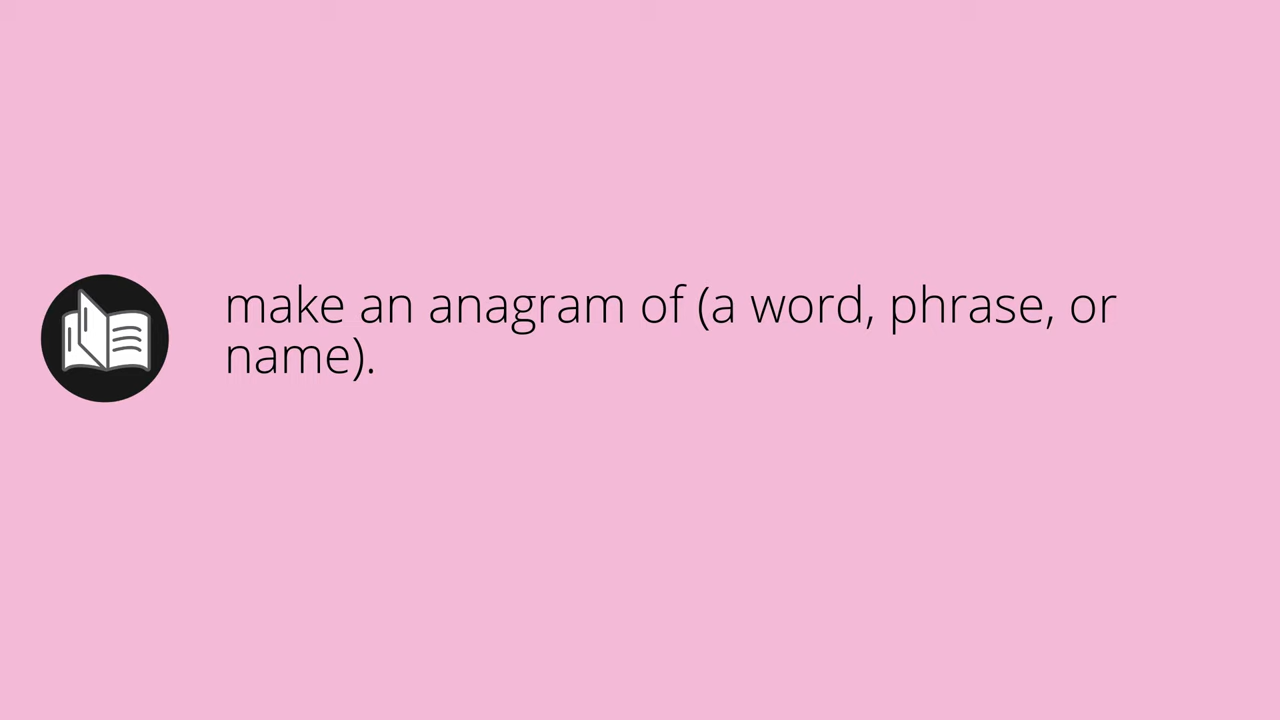 make an anagram of (a word, phrase, or
name).